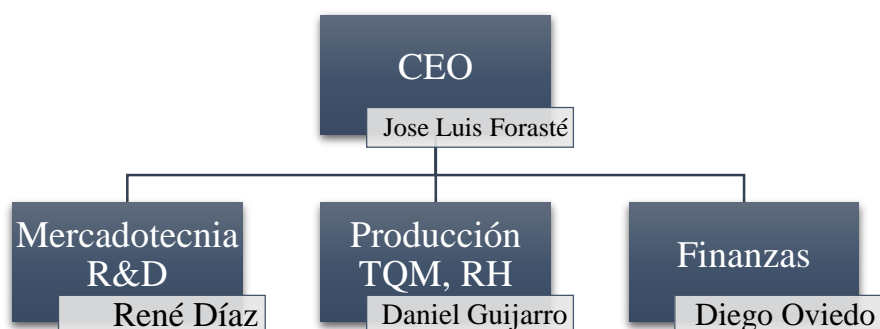 CEO
Jose Luis Forasté
Mercadotecnia
R&D
René Díaz
Producción
TQM, RH
Daniel Guijarro
Finanzas
Diego Oviedo